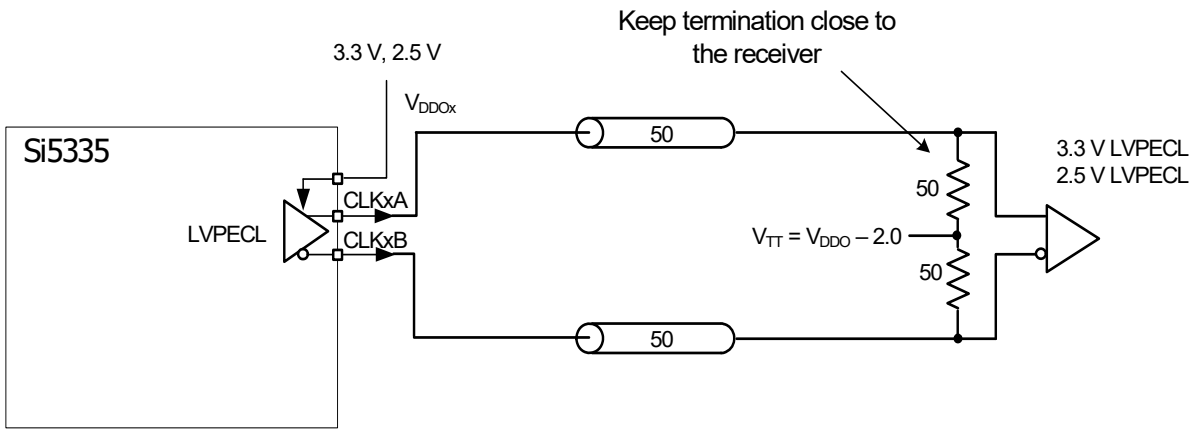 Keep termination close to
the receiver
3.3 V, 2.5 V
VDDOx
Si5335
50
3.3 V LVPECL
2.5 V LVPECL
50
CLKxA
LVPECL
VTT = VDDO – 2.0
CLKxB
50
50